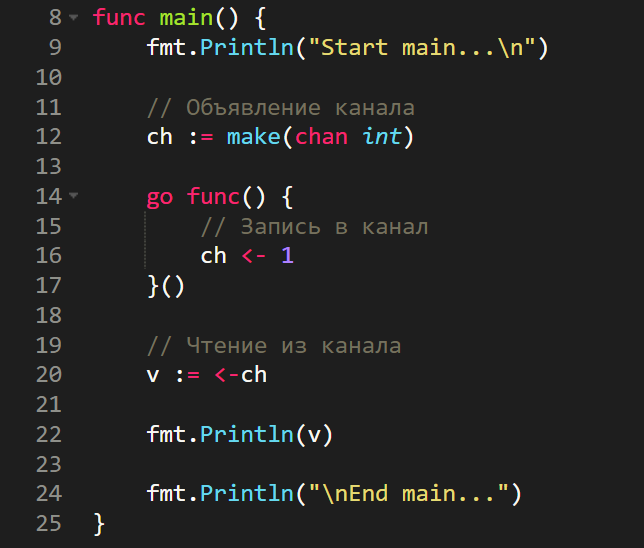 8 func main() {
9 fmt.Println("Start main...\n")
10
11 // Объявление канала
12 ch := make(chan int)
13
14 go func() {
15 // Запись в канал
16 ch <- 1
17 }()
18
19 // Чтение из канала
20 v := <-ch
21
22 fmt.Println(v)
23
24 fmt.Println("\nEnd main...")
25 }